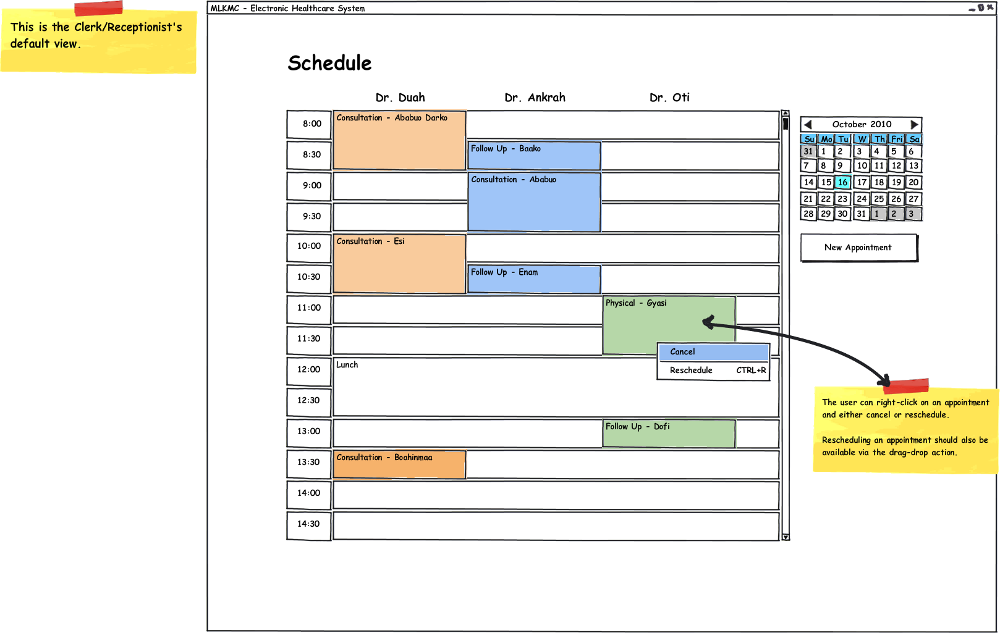 This is the Clerk/Receptionist's
default view.
MLKMC - Electronic Healthcare System
Schedule
Dr. Duah Dr. Ankrah Dr. Oti
8:00 Consultation - Ababuo Darko
8:30 Follow Up - Baako
9:00 Consultation - Ababuo
9:30
10:00 Consultation - Esi
10:30 Follow Up - Enam
11:00 Physical - Gyasi
11:30
Cancel
Reschedule CTRL+R
12:00 Lunch
12:30
13:00 Follow Up - Dofi
13:30 Consultation - Boahinmaa
14:00
14:30
October 2010
Su Mo Tu W Th Fri Sa
31 1 2 3 4 5 6
7 8 9 10 11 12 13
14 15 16 17 18 19 20
21 22 23 24 25 26 27
28 29 30 31 1 2 3
New Appointment
The user can right-click on an appointment
and either cancel or reschedule.
Rescheduling an appointment should also be
available via the drag-drop action.